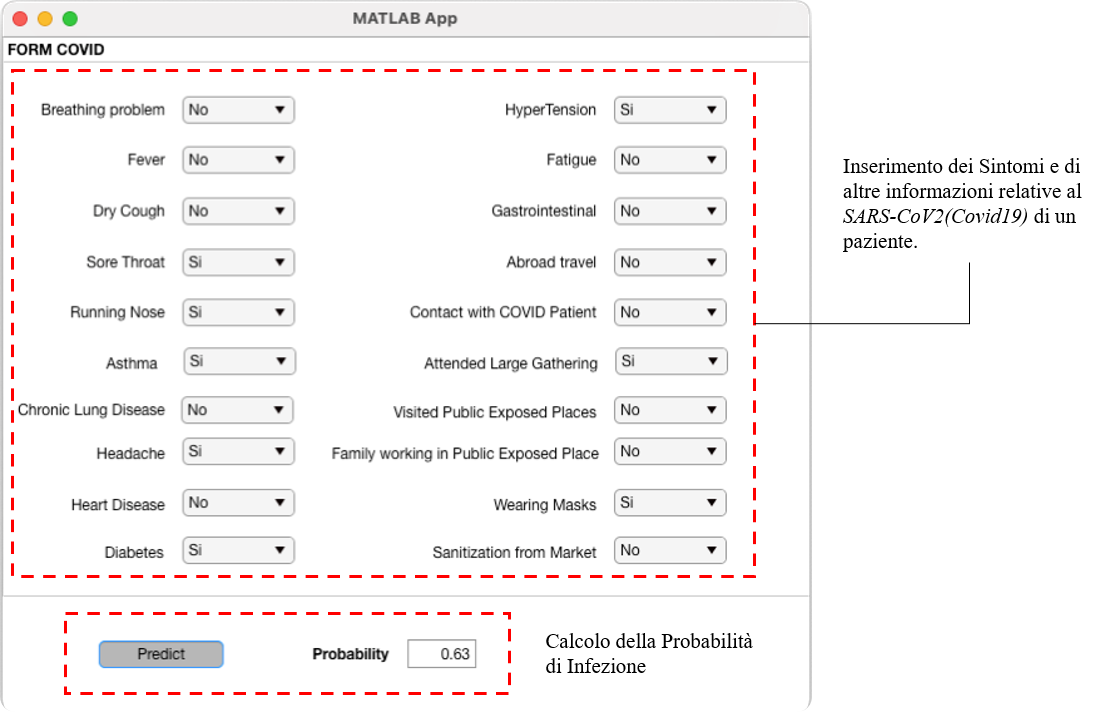 MATLAB App
FORM COVID
Breathing problem No HyperTension Si
Fever No Fatigue No
Dry Cough No Gastrointestinal No
Sore Throat Si Abroad travel No
Running Nose Si Contact with COVID Patient No
Asthma Si Attended Large Gathering Si
Chronic Lung Disease No Visited Public Exposed Places No
Headache Si Family working in Public Exposed Place No
Heart Disease No Wearing Masks Si
Diabetes Si Sanitization from Market No
Inserimento dei Sintomi e di
altre informazioni relative al
SARS-CoV2(Covid19) di un
paziente.
Predict Probability 0.63
Calcolo della Probabilità
di Infezione